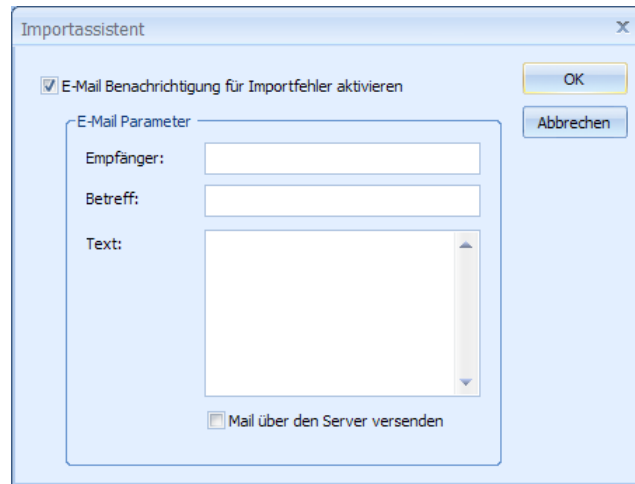 Importassistent
E-Mail Benachrichtigung für Importfehler aktivieren
OK
Abbrechen
E-Mail Parameter
Empfänger:
Betreff:
Text:
Mail über den Server versenden